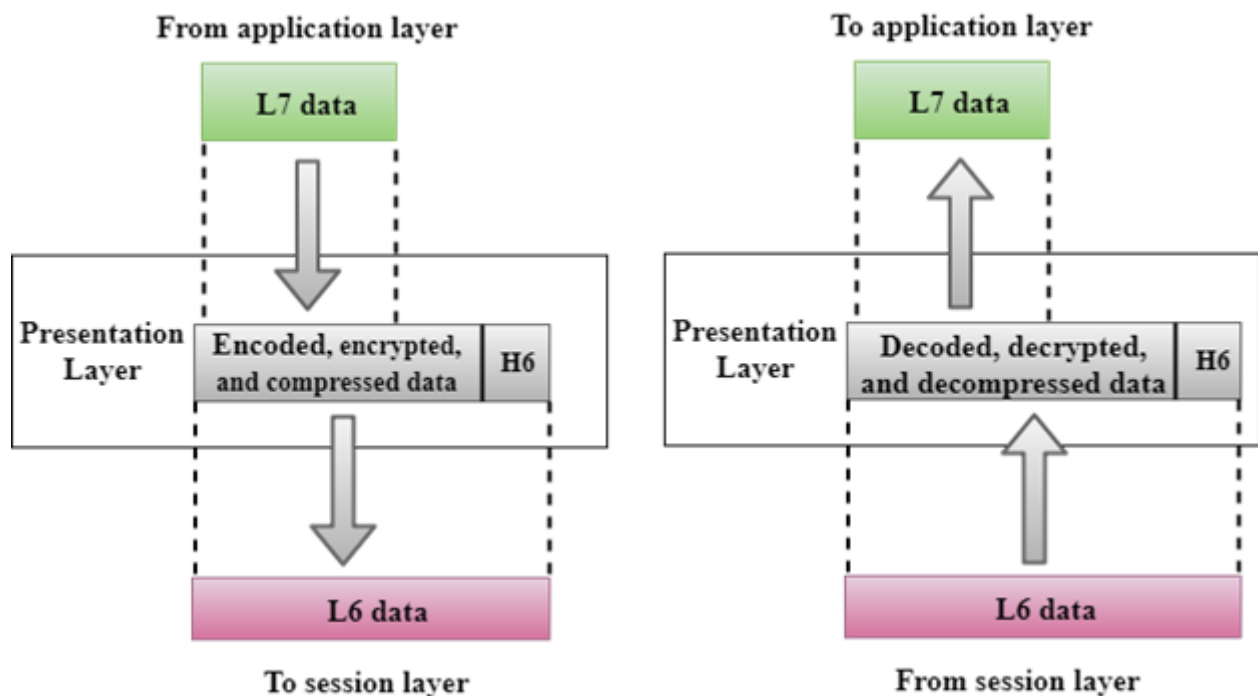 From application layer
L7 data
Presentation
Layer
Encoded, encrypted,
and compressed data
H6
L6 data
To session layer
To application layer
L7 data
Presentation
Layer
Decoded, decrypted,
and decompressed data
H6
L6 data
From session layer